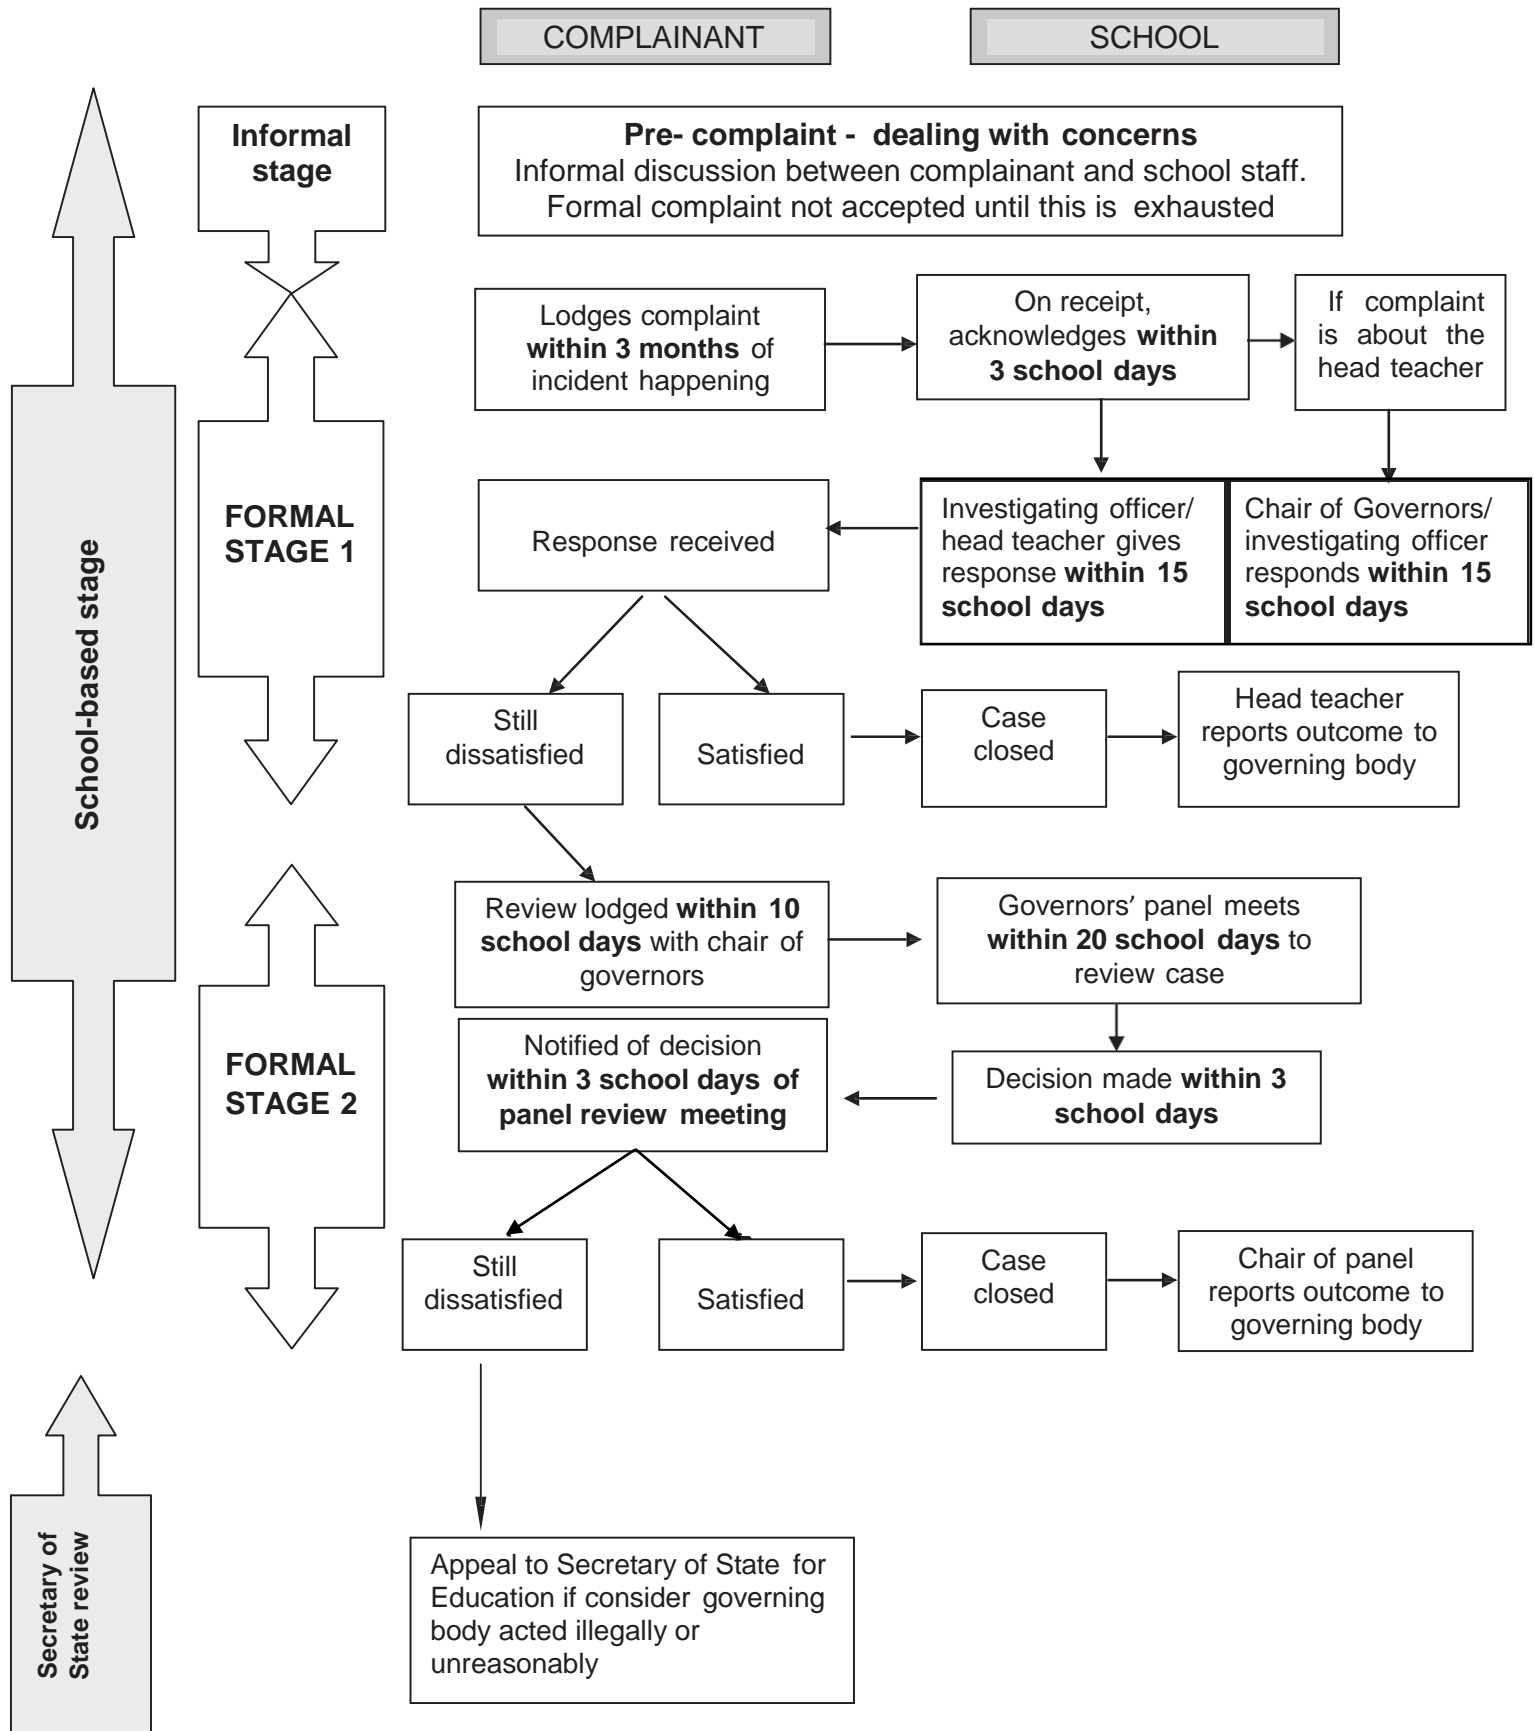 COMPLAINANT
SCHOOL
Informal
stage
Pre- complaint - dealing with concerns
Informal discussion between complainant and school staff.
Formal complaint not accepted until this is exhausted
Lodges complaint
within 3 months of
incident happening
On receipt,
acknowledges within
3 school days
If complaint
is about the
head teacher
School-based stage
FORMAL
STAGE 1
Response received
Investigating officer/
head teacher gives
response within 15
school days
Chair of Governors/
investigating officer
responds within 15
school days
Still
dissatisfied
Satisfied
Case
closed
Head teacher
reports outcome to
governing body
FORMAL
STAGE 2
Review lodged within 10
school days with chair of
governors
Governors’ panel meets
within 20 school days to
review case
Notified of decision
within 3 school days of
panel review meeting
Decision made within 3
school days
Still
dissatisfied
Satisfied
Case
closed
Chair of panel
reports outcome to
governing body
Secretary of
State review
Appeal to Secretary of State for
Education if consider governing
body acted illegally or
unreasonably